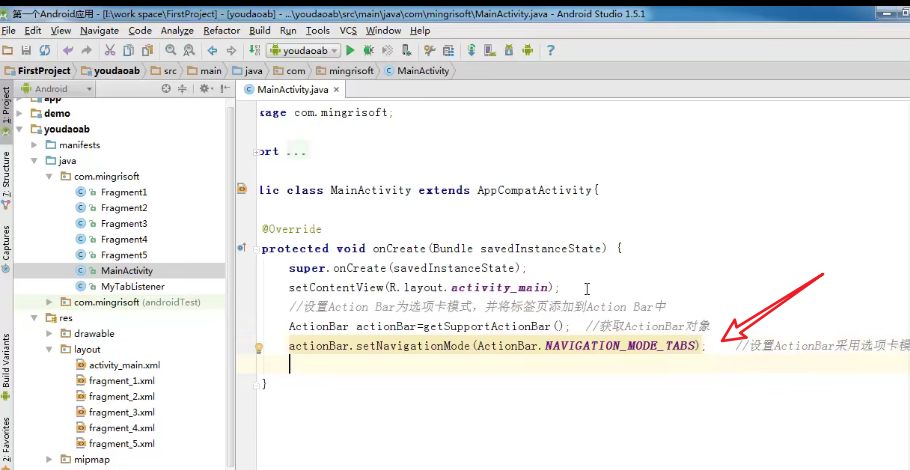 第一个Android应用 - [E:\work space\FirstProject] - [youdaoab] - ...\youdaoab\src\main\java\com\mingrisoft\MainActivity.java - Android Studio 1.5.1
File Edit View Navigate Code Analyze Refactor Build Run Tools VCS Window Help
youdaoab
FirstProject youdaoab src main java com mingrisoft MainActivity
Android
MainActivity.java
1: Project
7: Structure
Captures
Build Variants
2: Favorites
app
demo
youdaoab
manifests
java
com.mingrisoft
Fragment1
Fragment2
Fragment3
Fragment4
Fragment5
MainActivity
MyTabListener
com.mingrisoft (androidTest)
res
drawable
layout
activity_main.xml
fragment_1.xml
fragment_2.xml
fragment_3.xml
fragment_4.xml
fragment_5.xml
mipmap
kage com.mingrisoft;
ort ...
lic class MainActivity extends AppCompatActivity{
@Override
protected void onCreate(Bundle savedInstanceState) {
super.onCreate(savedInstanceState);
setContentView(R.layout.activity_main);
//设置Action Bar为选项卡模式，并将标签页添加到Action Bar中
ActionBar actionBar=getSupportActionBar(); //获取ActionBar对象
actionBar.setNavigationMode(ActionBar.NAVIGATION_MODE_TABS); //设置ActionBar采用选项卡模
}